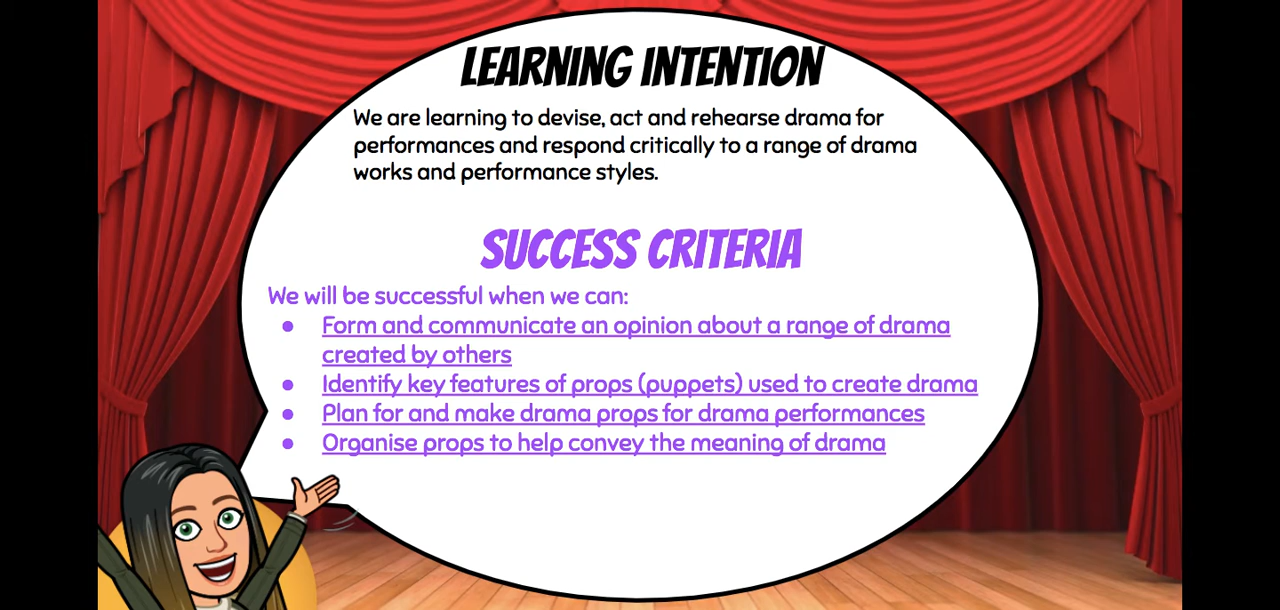 LEARNING INTENTION
We are learning to devise, act and rehearse drama for
performances and respond critically to a range of drama
works and performance styles.
SUCCESS CRITERIA
We will be successful when we can:
● Form and communicate an opinion about a range of drama
created by others
● Identify key features of props (puppets) used to create drama
● Plan for and make drama props for drama performances
● Organise props to help convey the meaning of drama